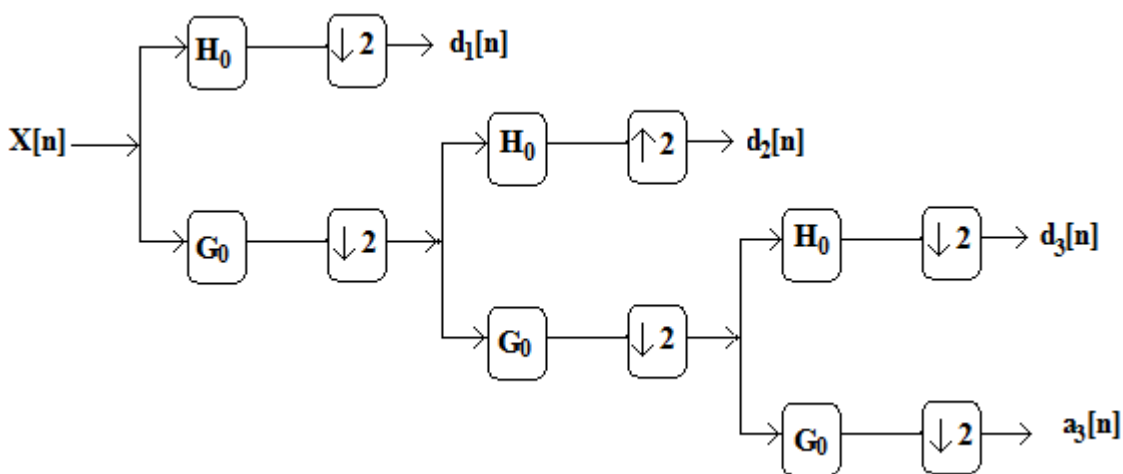 H₀ ↓2 d₁[n]
X[n] H₀ ↑2 d₂[n]
G₀ ↓2 H₀ ↓2 d₃[n]
G₀ ↓2
G₀ ↓2 a₃[n]